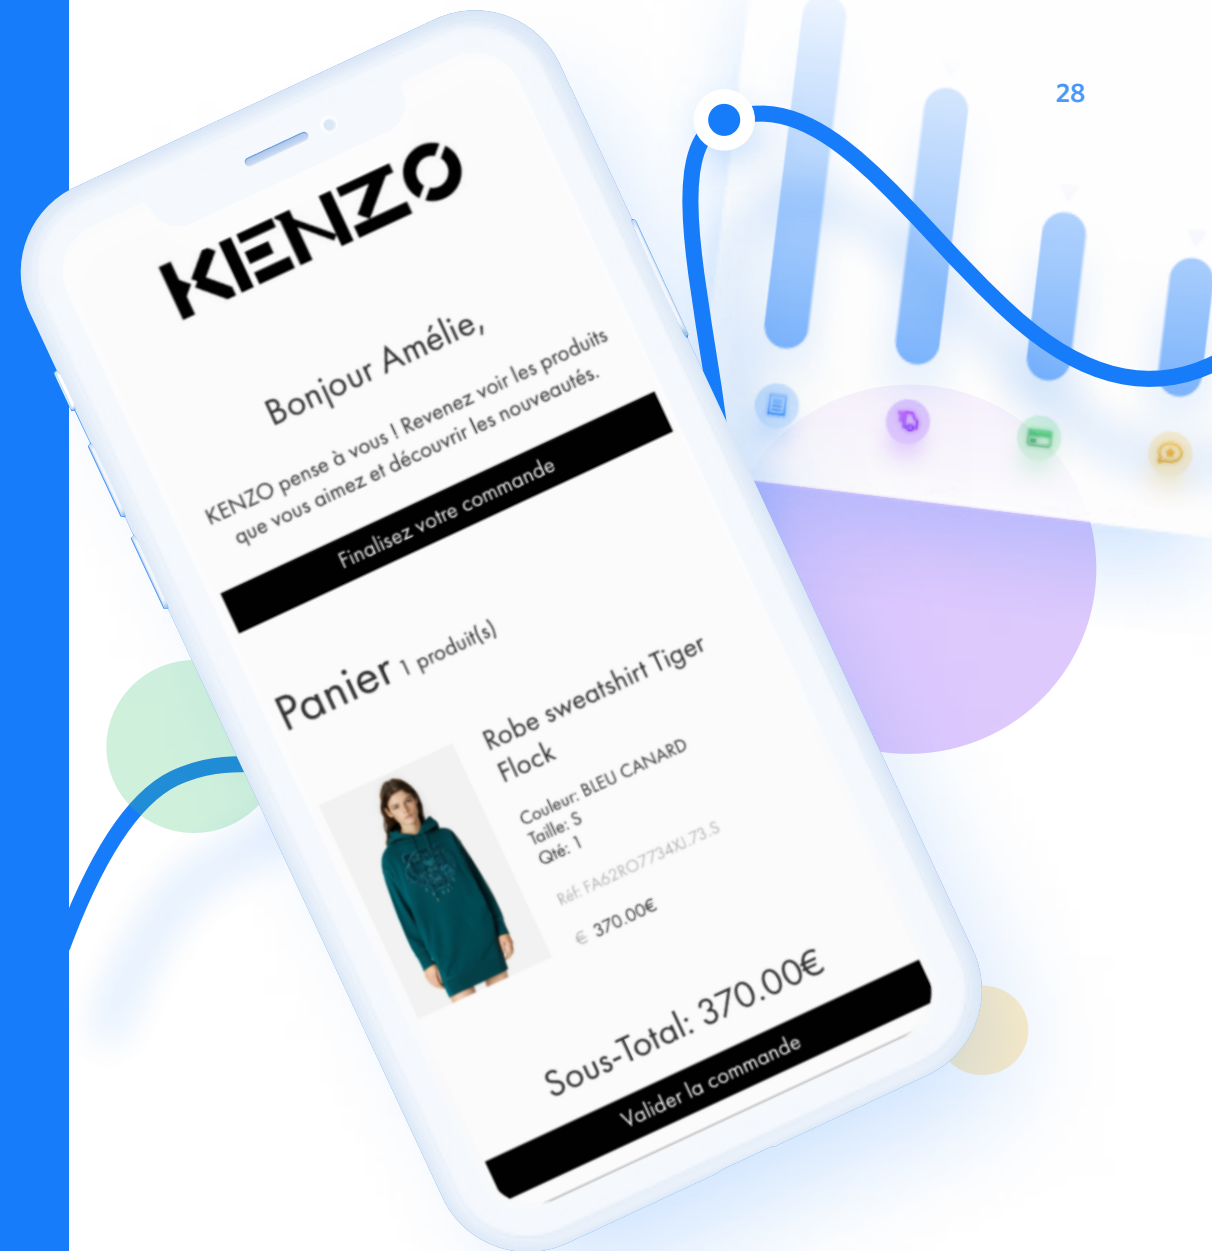 28
KENZO
Bonjour Amélie,
KENZO pense à vous ! Revenez voir les produits
que vous aimez et découvrir les nouveautés.
Finalisez votre commande
Panier 1 produit(s)
Robe sweatshirt Tiger
Flock
Couleur: BLEU CANARD
Taille: S
Qté: 1
Réf: FA62RO7734XJ.73.S
€ 370.00€
Sous-Total: 370.00€
Valider la commande